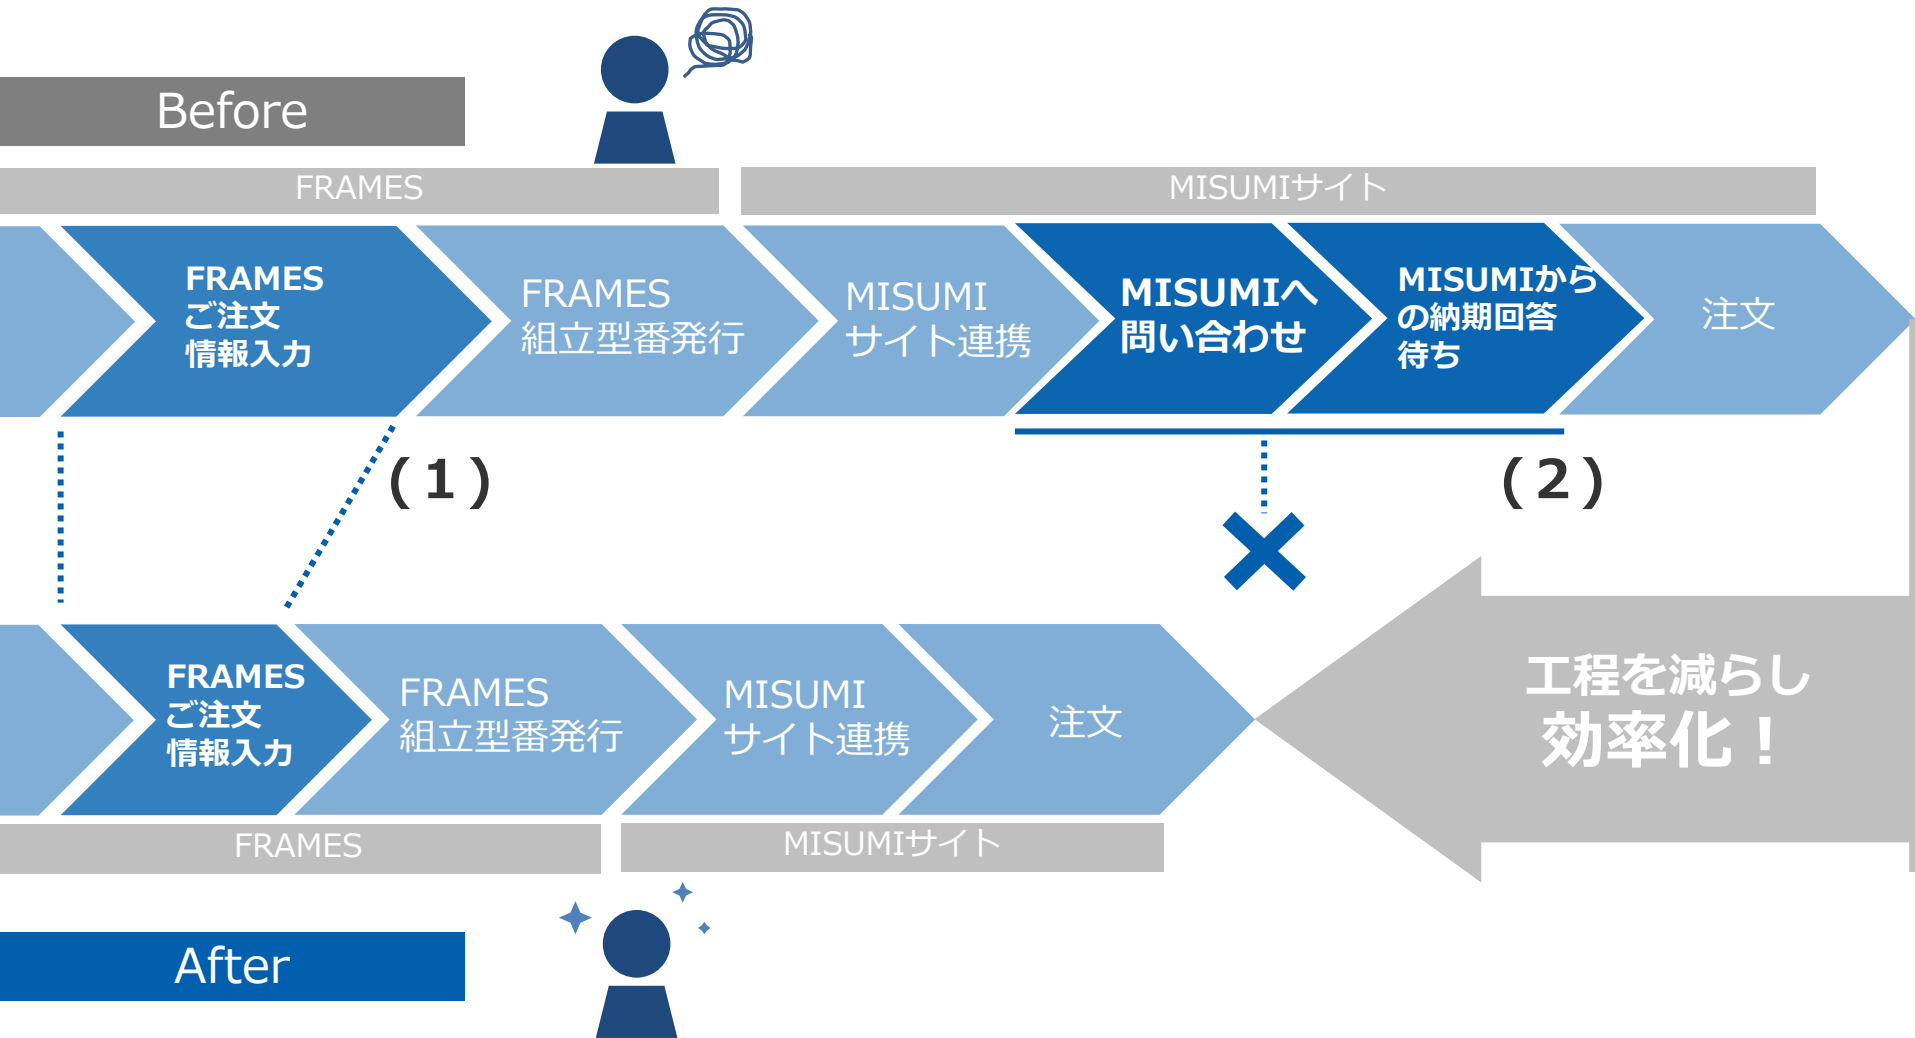 Before
FRAMES
MISUMIサイト
FRAMES
ご注文
情報入力
FRAMES
組立型番発行
MISUMI
サイト連携
MISUMIへ
問い合わせ
MISUMIから
の納期回答
待ち
注文
(1)
(2)
FRAMES
ご注文
情報入力
FRAMES
組立型番発行
MISUMI
サイト連携
注文
工程を減らし
効率化！
FRAMES
MISUMIサイト
After